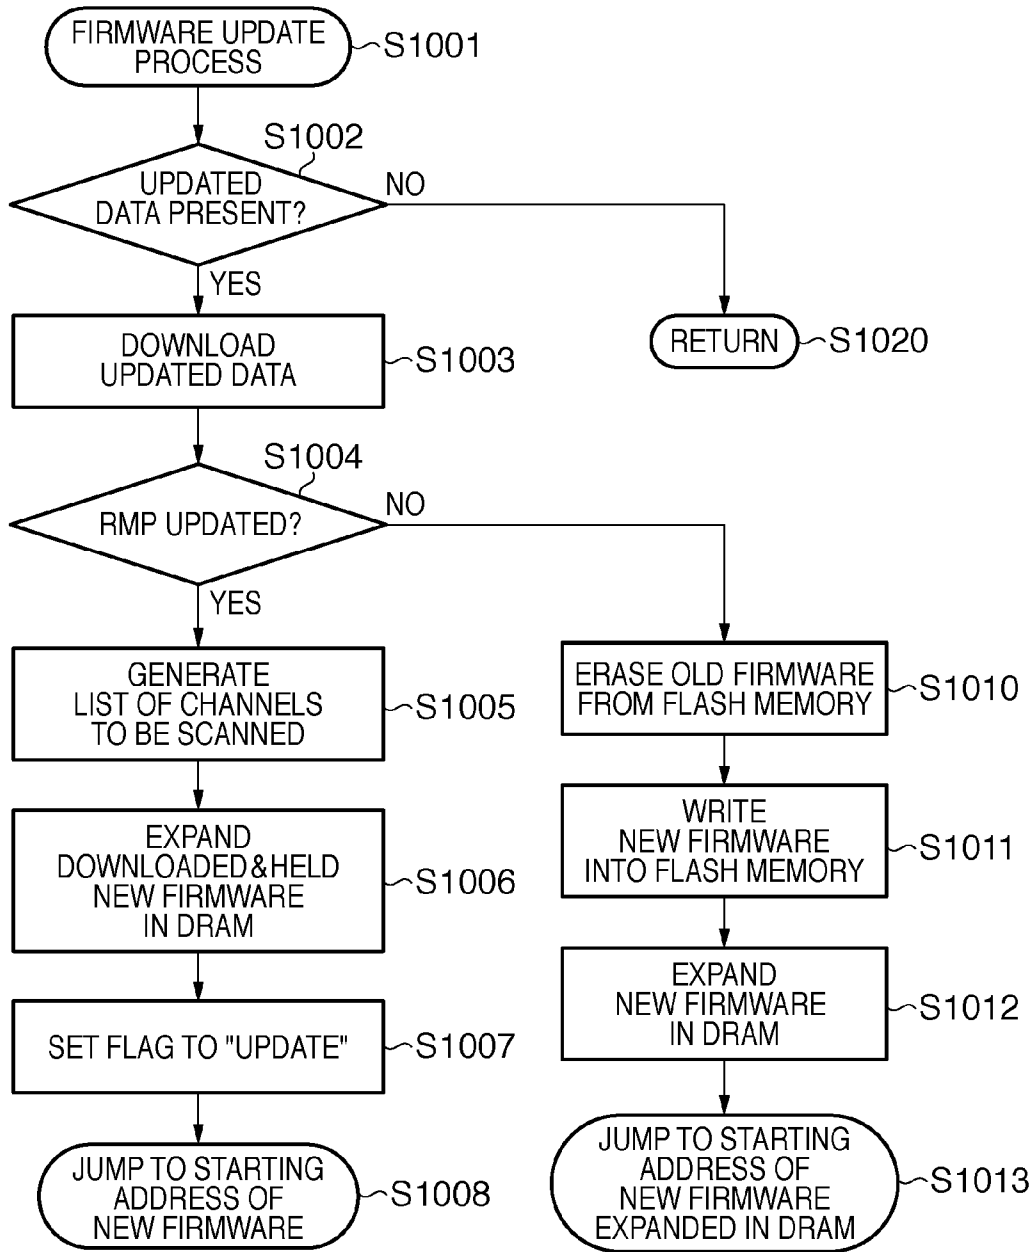 FIRMWARE UPDATE
PROCESS
S1001
S1002
UPDATED
DATA PRESENT?
NO
YES
DOWNLOAD
UPDATED DATA
S1003
RETURN
S1020
S1004
RMP UPDATED?
NO
YES
GENERATE
LIST OF CHANNELS
TO BE SCANNED
S1005
EXPAND
DOWNLOADED&HELD
NEW FIRMWARE
IN DRAM
S1006
SET FLAG TO "UPDATE"
S1007
JUMP TO STARTING
ADDRESS OF
NEW FIRMWARE
S1008
ERASE OLD FIRMWARE
FROM FLASH MEMORY
S1010
WRITE
NEW FIRMWARE
INTO FLASH MEMORY
S1011
EXPAND
NEW FIRMWARE
IN DRAM
S1012
JUMP TO STARTING
ADDRESS OF
NEW FIRMWARE
EXPANDED IN DRAM
S1013